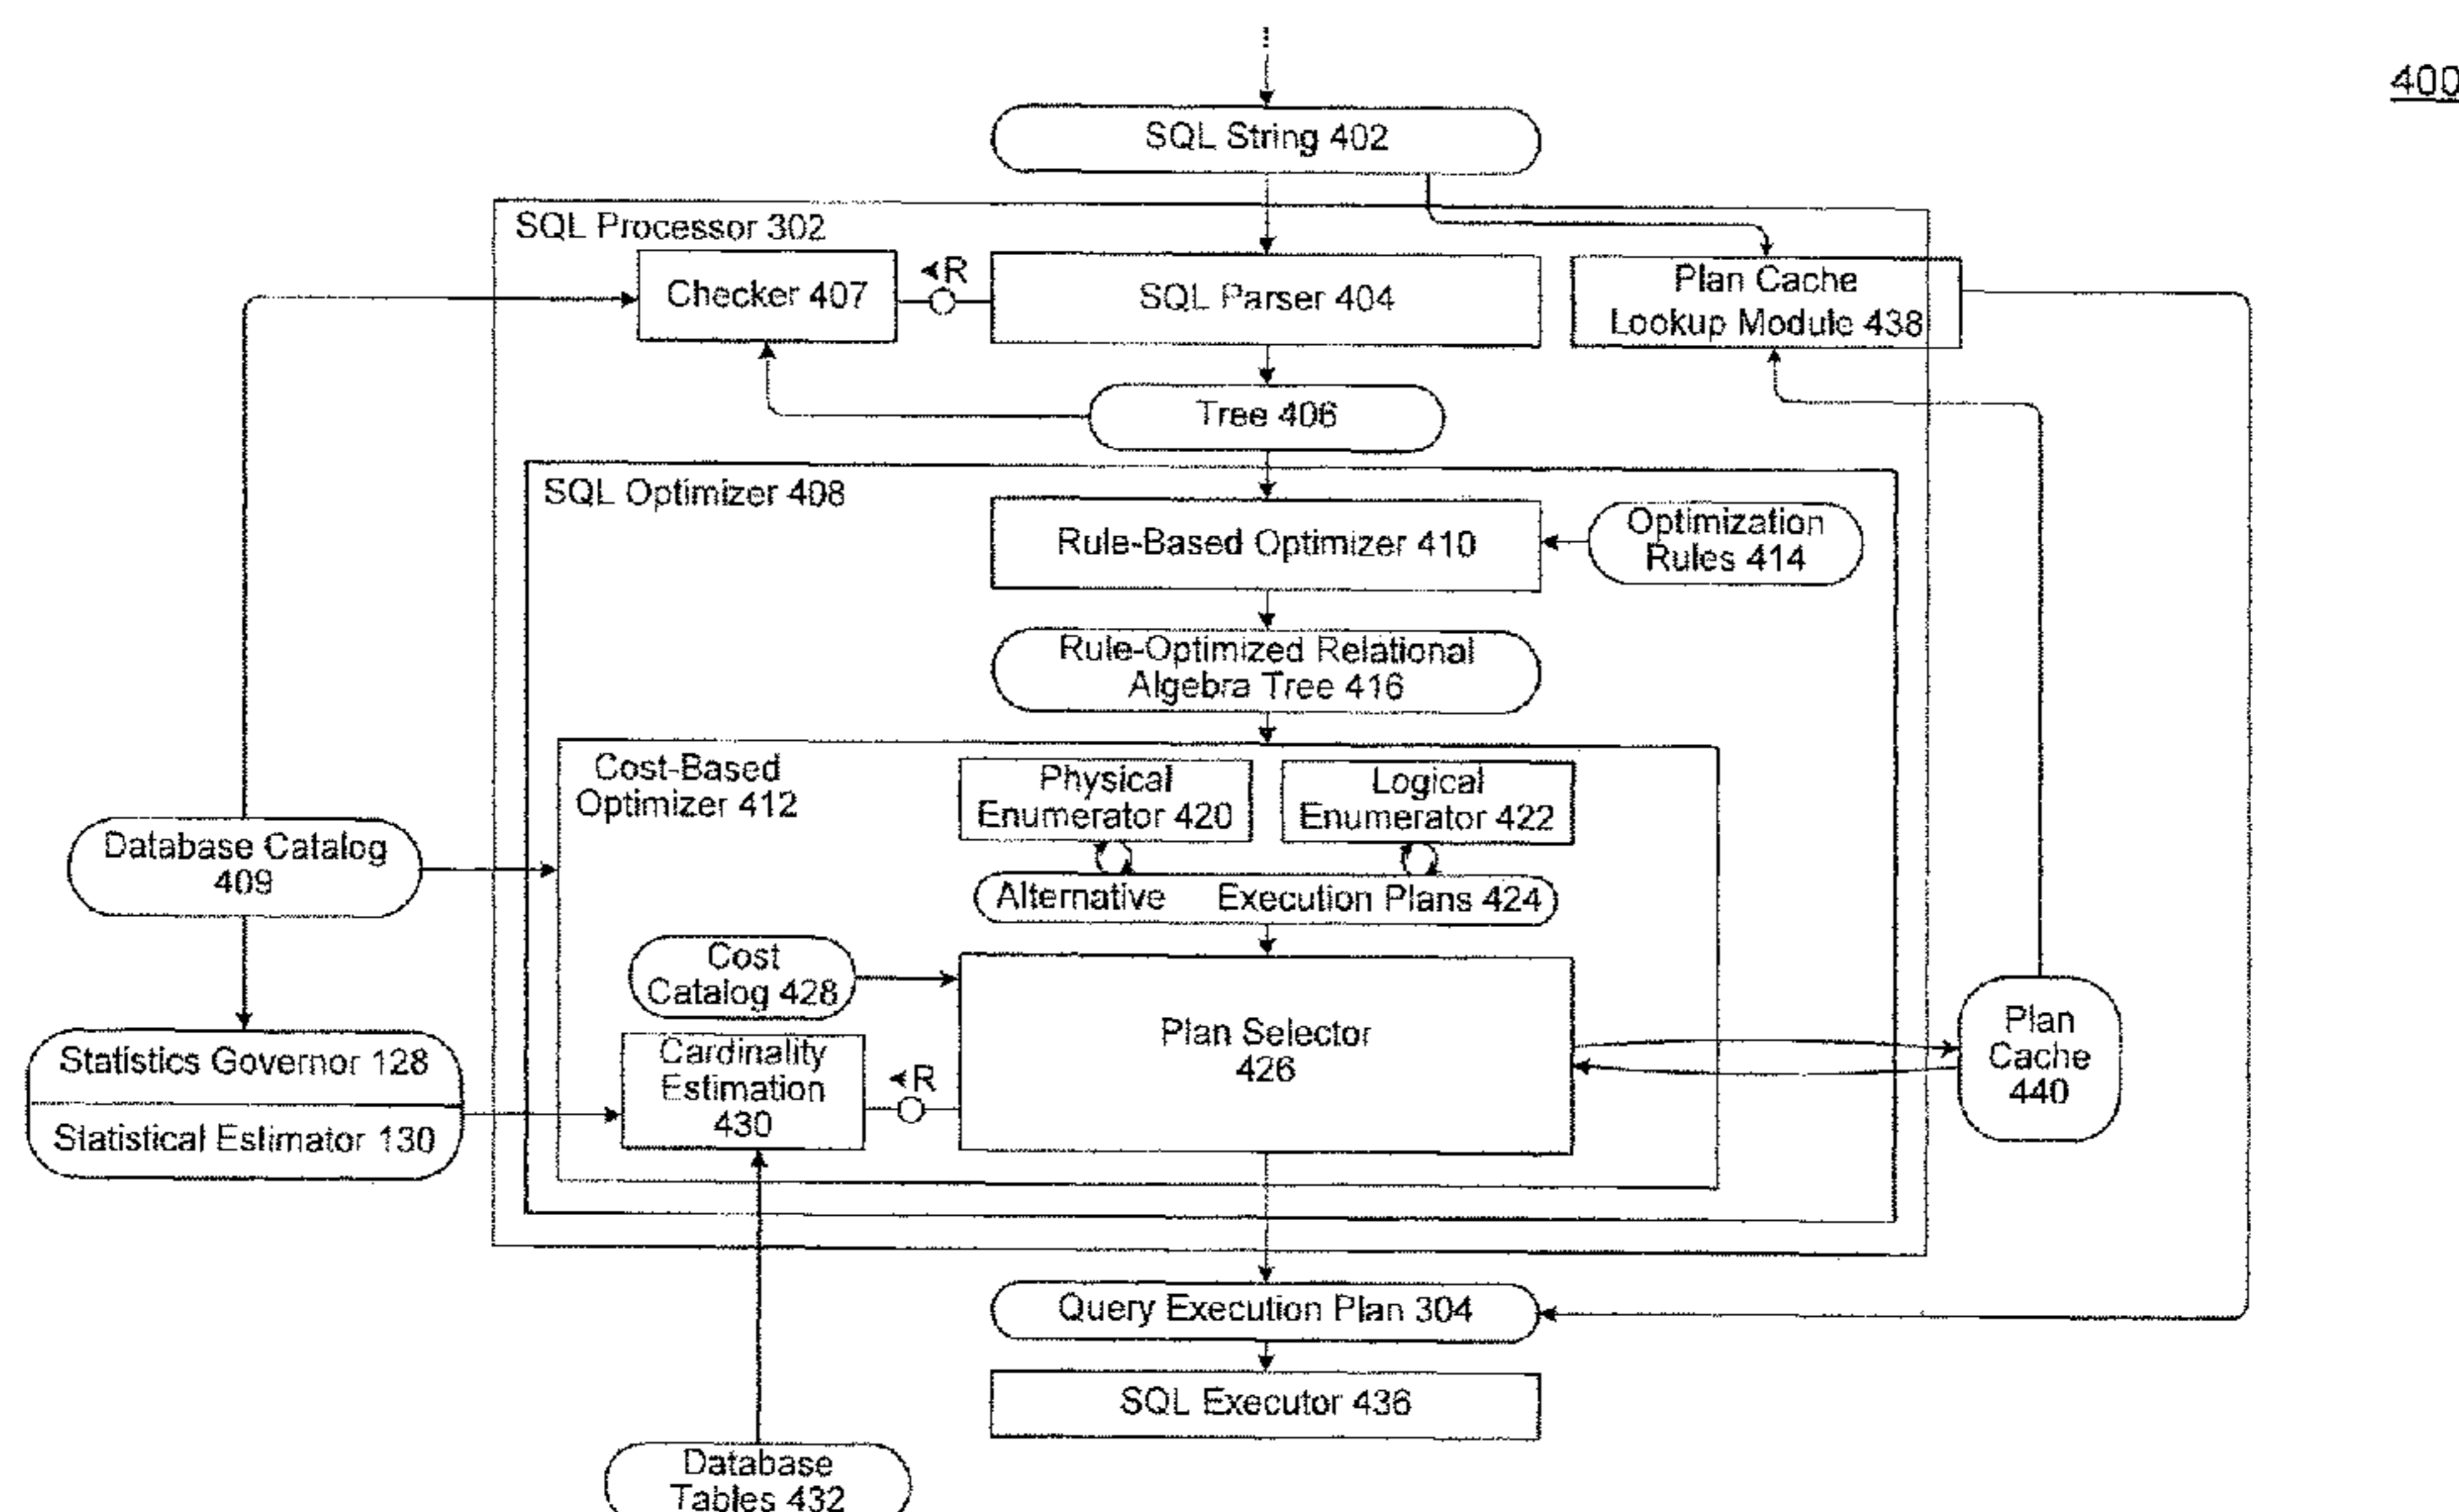 400
SQL String 402
SQL Processor 302
Checker 407
◄R
SQL Parser 404
Plan Cache
Lookup Module 438
Tree 406
SQL Optimizer 408
Rule-Based Optimizer 410
Optimization
Rules 414
Rule-Optimized Relational
Algebra Tree 416
Cost-Based
Optimizer 412
Physical
Enumerator 420
Logical
Enumerator 422
Database Catalog
409
Alternative Execution Plans 424
Cost
Catalog 428
Plan Selector
426
Plan
Cache
440
Statistics Governor 128
Statistical Estimator 130
Cardinality
Estimation
430
◄R
Query Execution Plan 304
SQL Executor 436
Database
Tables 432